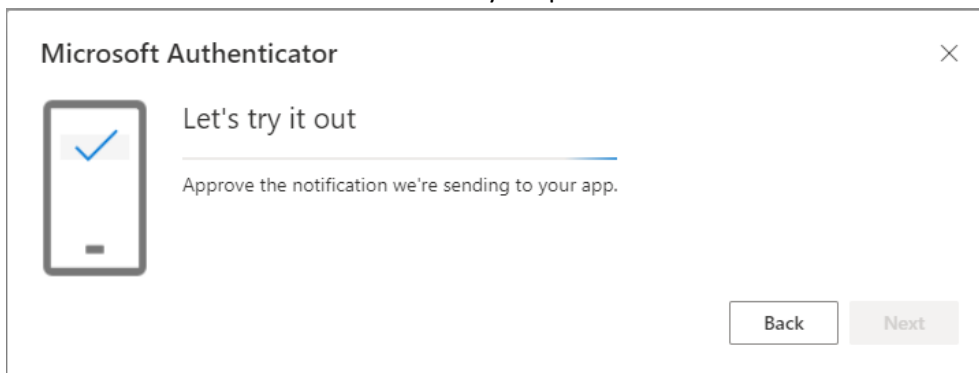 Microsoft Authenticator
Let's try it out
Approve the notification we're sending to your app.
Back
Next